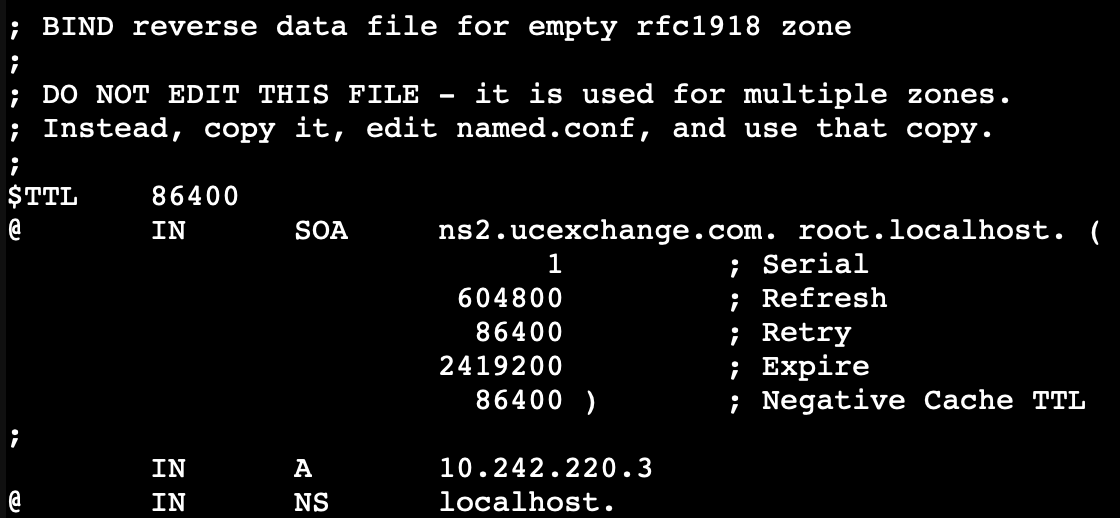 ; BIND reverse data file for empty rfc1918 zone
;
; DO NOT EDIT THIS FILE - it is used for multiple zones.
; Instead, copy it, edit named.conf, and use that copy.
;
$TTL    86400
@       IN      SOA     ns2.ucexchange.com. root.localhost. (
                              1         ; Serial
                         604800         ; Refresh
                          86400         ; Retry
                        2419200         ; Expire
                          86400 )       ; Negative Cache TTL
;
        IN      A       10.242.220.3
@       IN      NS      localhost.